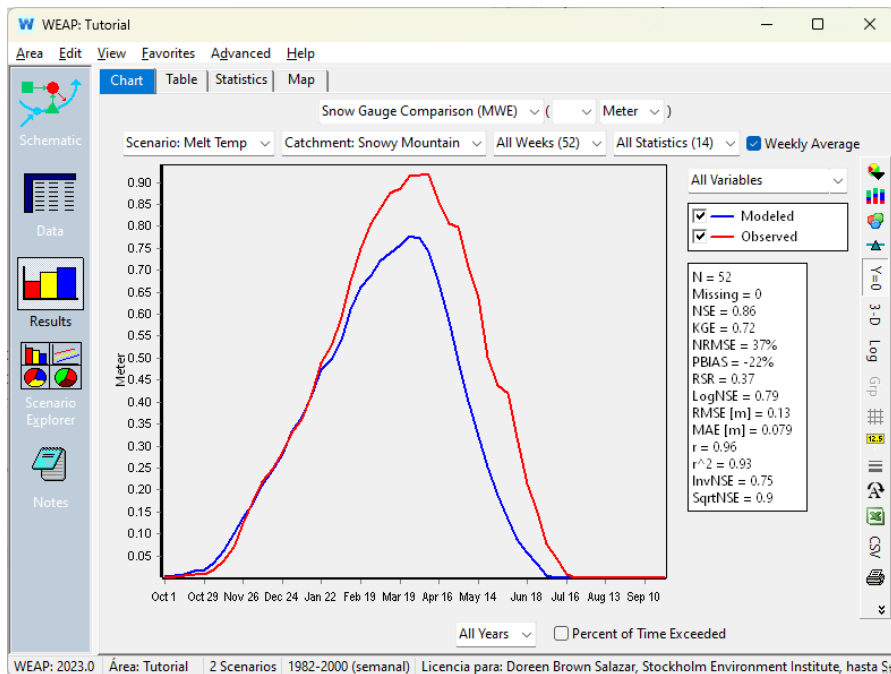 WEAP: Tutorial
Area Edit View Favorites Advanced Help
Chart Table Statistics Map
Snow Gauge Comparison (MWE) ( Meter )
Scenario: Melt Temp Catchment: Snowy Mountain All Weeks (52) All Statistics (14) Weekly Average
Schematic
Data
Results
Scenario
Explorer
Notes
Meter
0.90
0.85
0.80
0.75
0.70
0.65
0.60
0.55
0.50
0.45
0.40
0.35
0.30
0.25
0.20
0.15
0.10
0.05
Oct 1 Oct 29 Nov 26 Dec 24 Jan 22 Feb 19 Mar 19 Apr 16 May 14 Jun 18 Jul 16 Aug 13 Sep 10
All Variables
Modeled
Observed
N = 52
Missing = 0
NSE = 0.86
KGE = 0.72
NRMSE = 37%
PBIAS = -22%
RSR = 0.37
LogNSE = 0.79
RMSE [m] = 0.13
MAE [m] = 0.079
r = 0.96
r^2 = 0.93
InvNSE = 0.75
SqrtNSE = 0.9
Y=0
3-D
Log
Grp
12.5
A
CSV
All Years Percent of Time Exceeded
WEAP: 2023.0 Área: Tutorial 2 Scenarios 1982-2000 (semanal) Licencia para: Doreen Brown Salazar, Stockholm Environment Institute, hasta